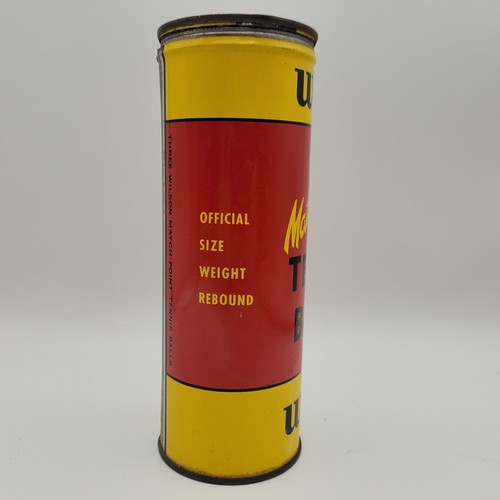 THREE WILSON MATCH POINT TENNIS BALLS
OFFICIAL
SIZE
WEIGHT
REBOUND